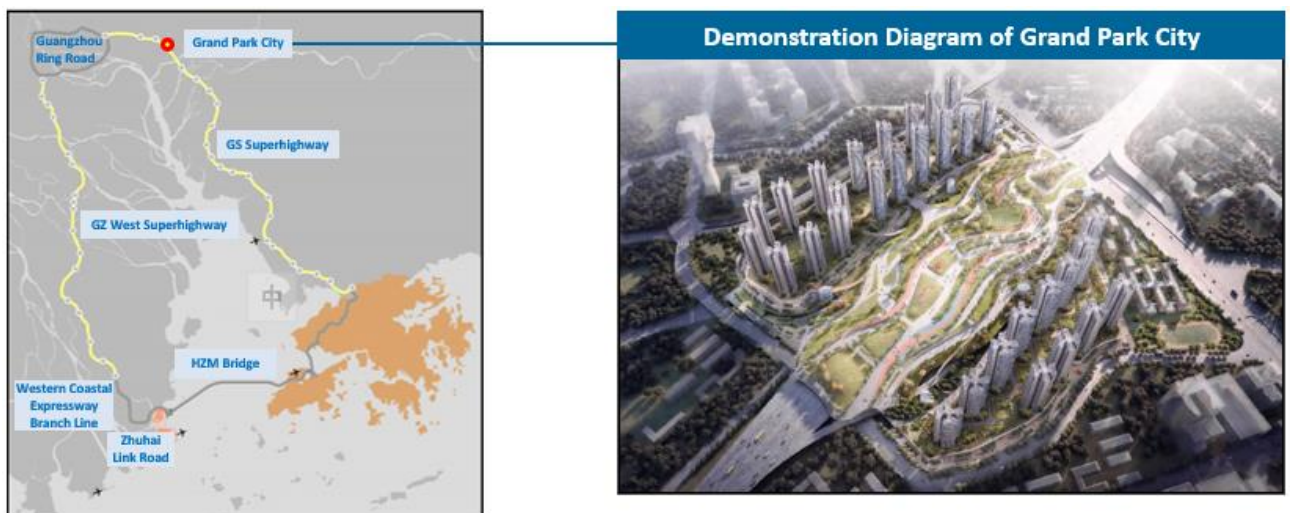 Guangzhou
Ring Road
Grand Park City
GS Superhighway
GZ West Superhighway
中
HZM Bridge
Western Coastal
Expressway
Branch Line
Zhuhai
Link Road
Demonstration Diagram of Grand Park City